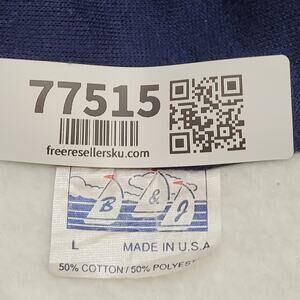 77515
freeresellersku.com
B & J
L MADE IN U.S.A
50% COTTON / 50% POLYEST